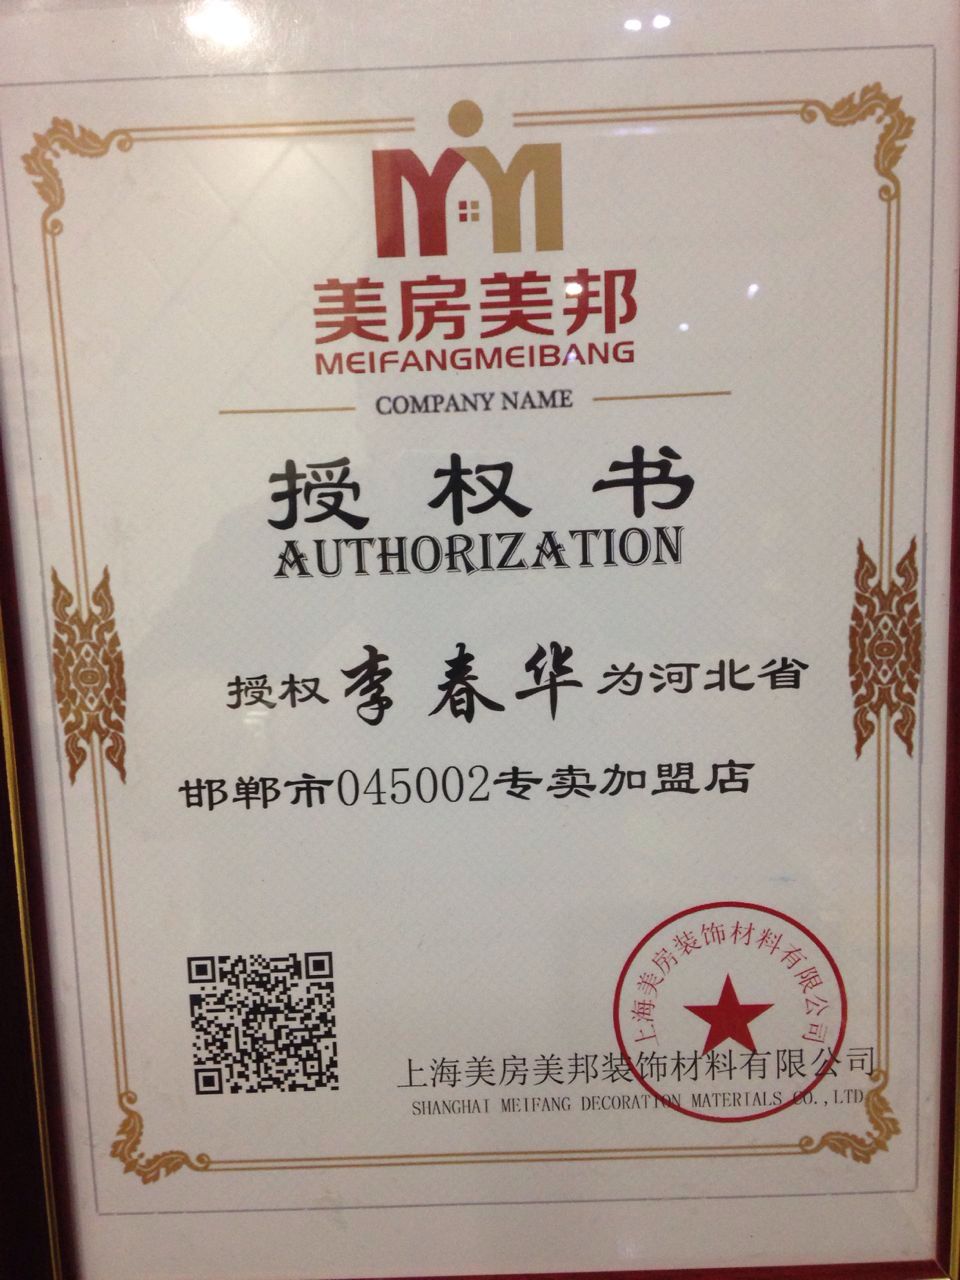 美房美邦
MEIFANGMEIBANG
COMPANY NAME
授权书
AUTHORIZATION
授权李春华为河北省
邯郸市045002专卖加盟店
上海美房装饰材料有限公司
上海美房美邦装饰材料有限公司
SHANGHAI MEIFANG DECORATION MATERIALS CO.,LTD